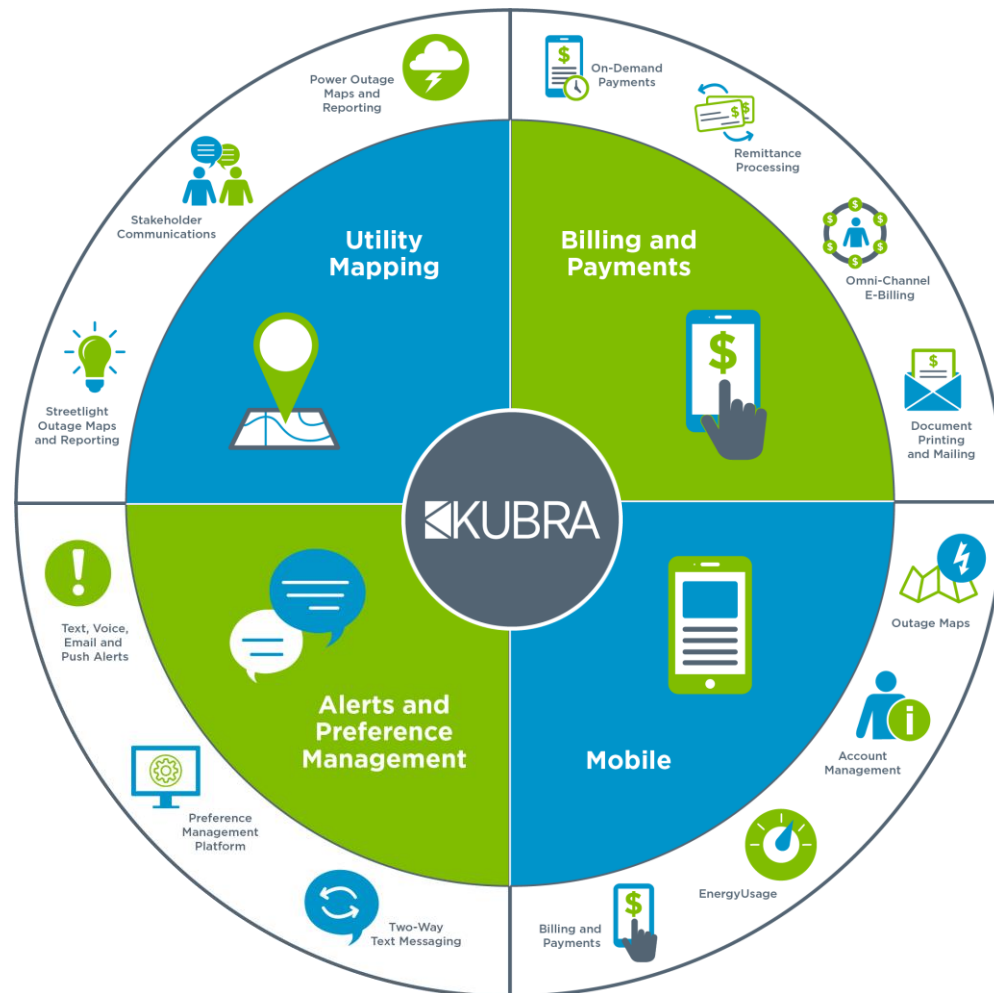 Power Outage
Maps and
Reporting
Stakeholder
Communications
Streetlight
Outage Maps
and Reporting
Utility
Mapping
On-Demand
Payments
$
Remittance
Processing
$
$
Omni-Channel
E-Billing
$
$
$
$
$
$
Document
Printing
and Mailing
$
Billing and
Payments
$
KUBRA
Text, Voice,
Email and
Push Alerts
!
Preference
Management
Platform
Two-Way
Text Messaging
Alerts and
Preference
Management
Outage Maps
Account
Management
i
EnergyUsage
Billing and
Payments
$
Mobile